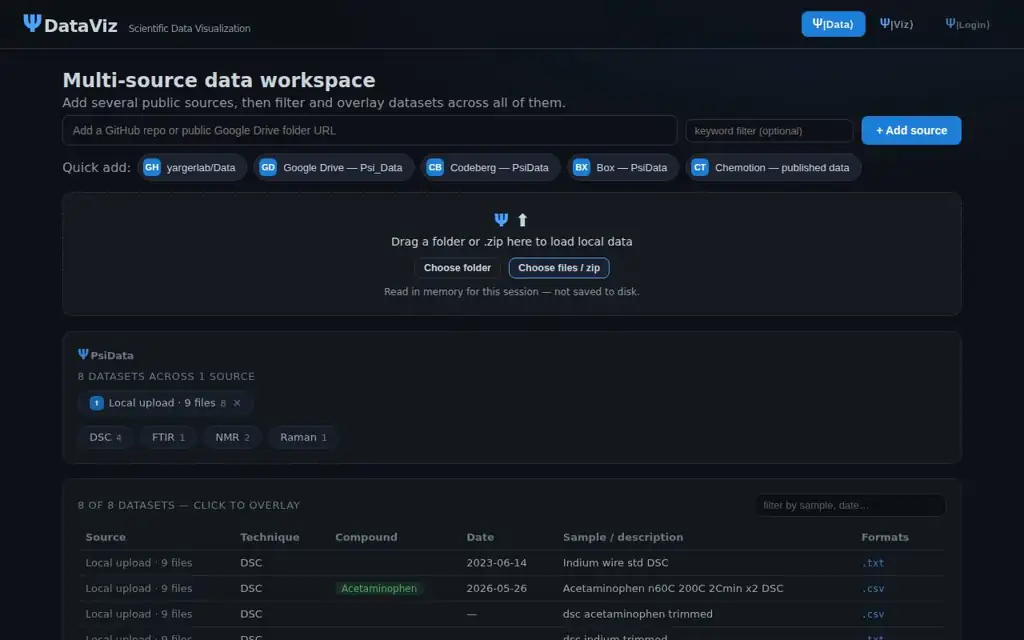 ΨDataViz Scientific Data Visualization
Ψ|Data⟩ Ψ|Viz⟩ Ψ|Login⟩
Multi-source data workspace
Add several public sources, then filter and overlay datasets across all of them.
Add a GitHub repo or public Google Drive folder URL keyword filter (optional) + Add source
Quick add: GH yargerlab/Data GD Google Drive — Psi_Data CB Codeberg — PsiData BX Box — PsiData CT Chemotion — published data
Ψ ⬆
Drag a folder or .zip here to load local data
Choose folder Choose files / zip
Read in memory for this session — not saved to disk.
ΨPsiData
8 DATASETS ACROSS 1 SOURCE
⬆ Local upload · 9 files 8 ×
DSC 4 FTIR 1 NMR 2 Raman 1
8 OF 8 DATASETS — CLICK TO OVERLAY filter by sample, date…
Source Technique Compound Date Sample / description Formats
Local upload · 9 files DSC 2023-06-14 Indium wire std DSC .txt
Local upload · 9 files DSC Acetaminophen 2026-05-26 Acetaminophen n60C 200C 2Cmin x2 DSC .csv
Local upload · 9 files DSC — dsc acetaminophen trimmed .csv
Local upload · 9 files DSC dsc indium trimmed .txt